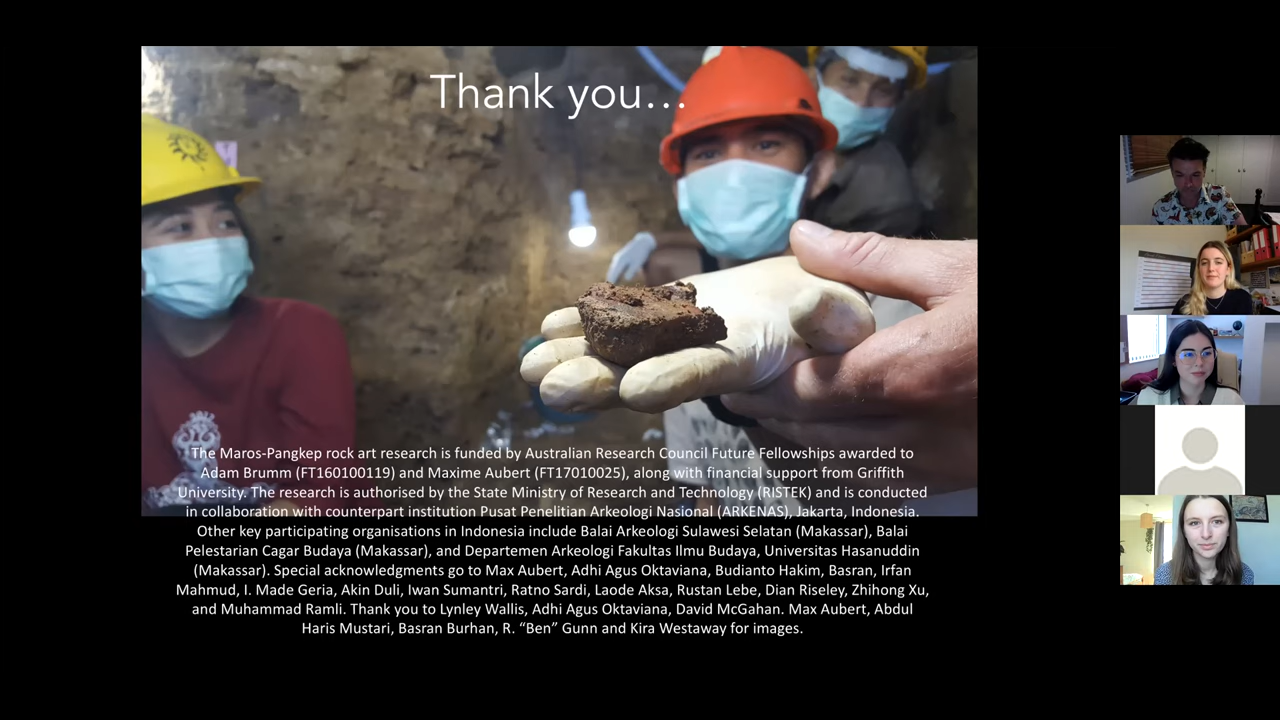 Thank you...
The Maros-Pangkep rock art research is funded by Australian Research Council Future Fellowships awarded to
Adam Brumm (FT160100119) and Maxime Aubert (FT17010025), along with financial support from Griffith
University. The research is authorised by the State Ministry of Research and Technology (RISTEK) and is conducted
in collaboration with counterpart institution Pusat Penelitian Arkeologi Nasional (ARKENAS), Jakarta, Indonesia.
Other key participating organisations in Indonesia include Balai Arkeologi Sulawesi Selatan (Makassar), Balai
Pelestarian Cagar Budaya (Makassar), and Departemen Arkeologi Fakultas Ilmu Budaya, Universitas Hasanuddin
(Makassar). Special acknowledgments go to Max Aubert, Adhi Agus Oktaviana, Budianto Hakim, Basran, Irfan
Mahmud, I. Made Geria, Akin Duli, Iwan Sumantri, Ratno Sardi, Laode Aksa, Rustan Lebe, Dian Riseley, Zhihong Xu,
and Muhammad Ramli. Thank you to Lynley Wallis, Adhi Agus Oktaviana, David McGahan. Max Aubert, Abdul
Haris Mustari, Basran Burhan, R. “Ben” Gunn and Kira Westaway for images.